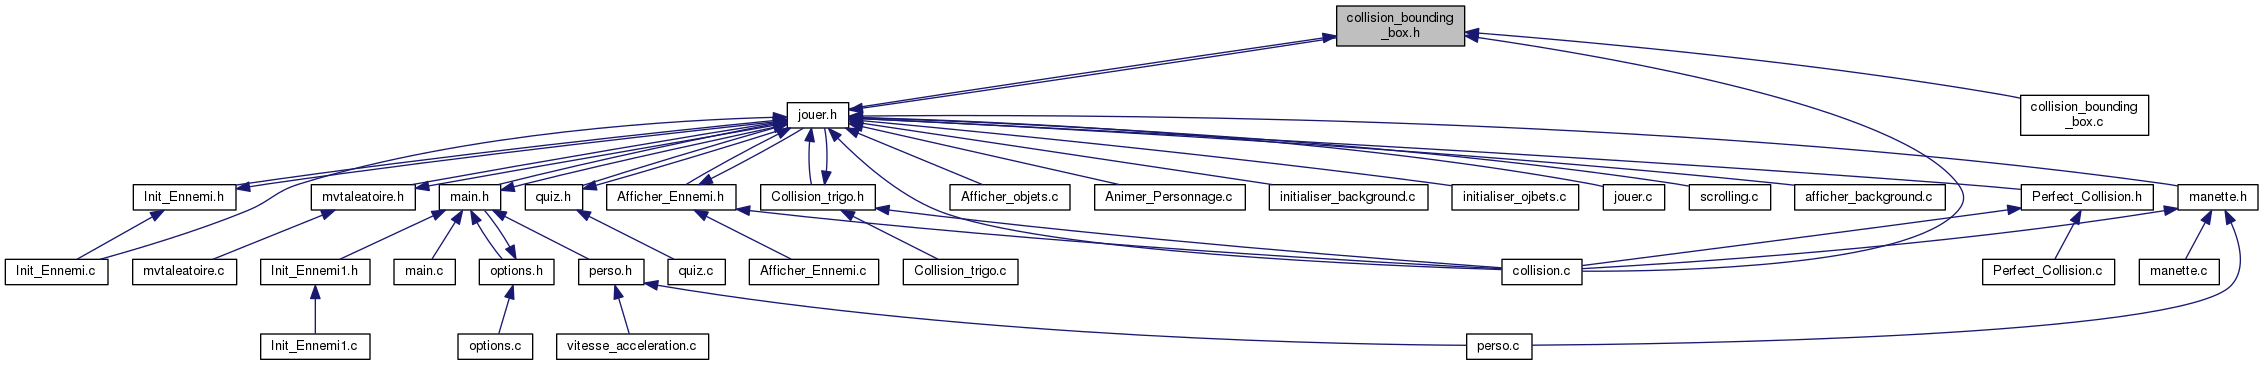 collision_bounding
_box.h
jouer.h
collision_bounding
_box.c
Init_Ennemi.h
mvtaleatoire.h
main.h
quiz.h
Afficher_Ennemi.h
Collision_trigo.h
Afficher_objets.c
Animer_Personnage.c
initialiser_background.c
initialiser_ojbets.c
jouer.c
scrolling.c
afficher_background.c
Perfect_Collision.h
manette.h
Init_Ennemi.c
mvtaleatoire.c
Init_Ennemi1.h
main.c
options.h
perso.h
quiz.c
Afficher_Ennemi.c
Collision_trigo.c
collision.c
Perfect_Collision.c
manette.c
Init_Ennemi1.c
options.c
vitesse_acceleration.c
perso.c